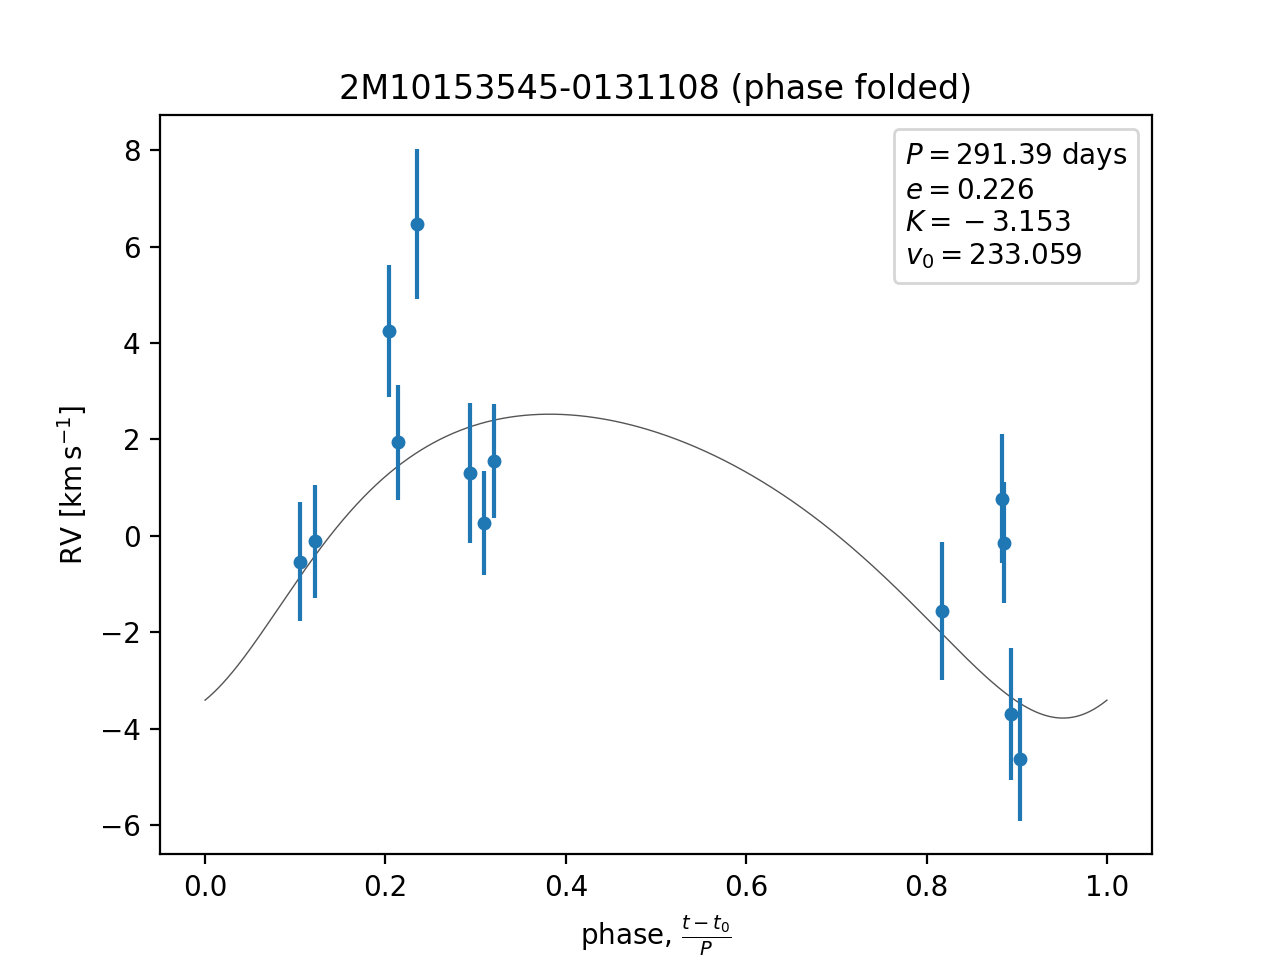 2M10153545-0131108 (phase folded)
P = 291.39 days
e = 0.226
K = −3.153
v₀ = 233.059
RV [km s⁻¹]
8
6
4
2
0
−2
−4
−6
0.0 0.2 0.4 0.6 0.8 1.0
phase, (t − t₀)/P